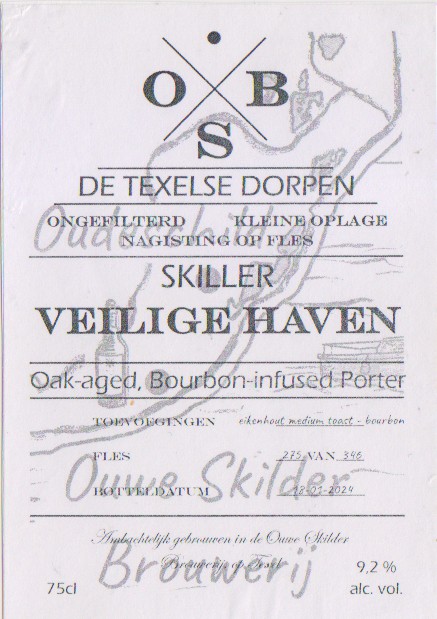 O B
S
DE TEXELSE DORPEN
ONGEFILTERD KLEINE OPLAGE
NAGISTING OP FLES
Oudeschild
SKILLER
VEILIGE HAVEN
Oak-aged, Bourbon-infused Porter
TOEVOEGINGEN eikenhout medium toast - bourbon
FLES 275 VAN 346
Ouwe Skilder
BOTTELDATUM 18-01-2024
Ambachtelijk gebrouwen in de Ouwe Skilder
Brouwerij op Texel
Brouwerij
75cl 9,2 %
alc. vol.